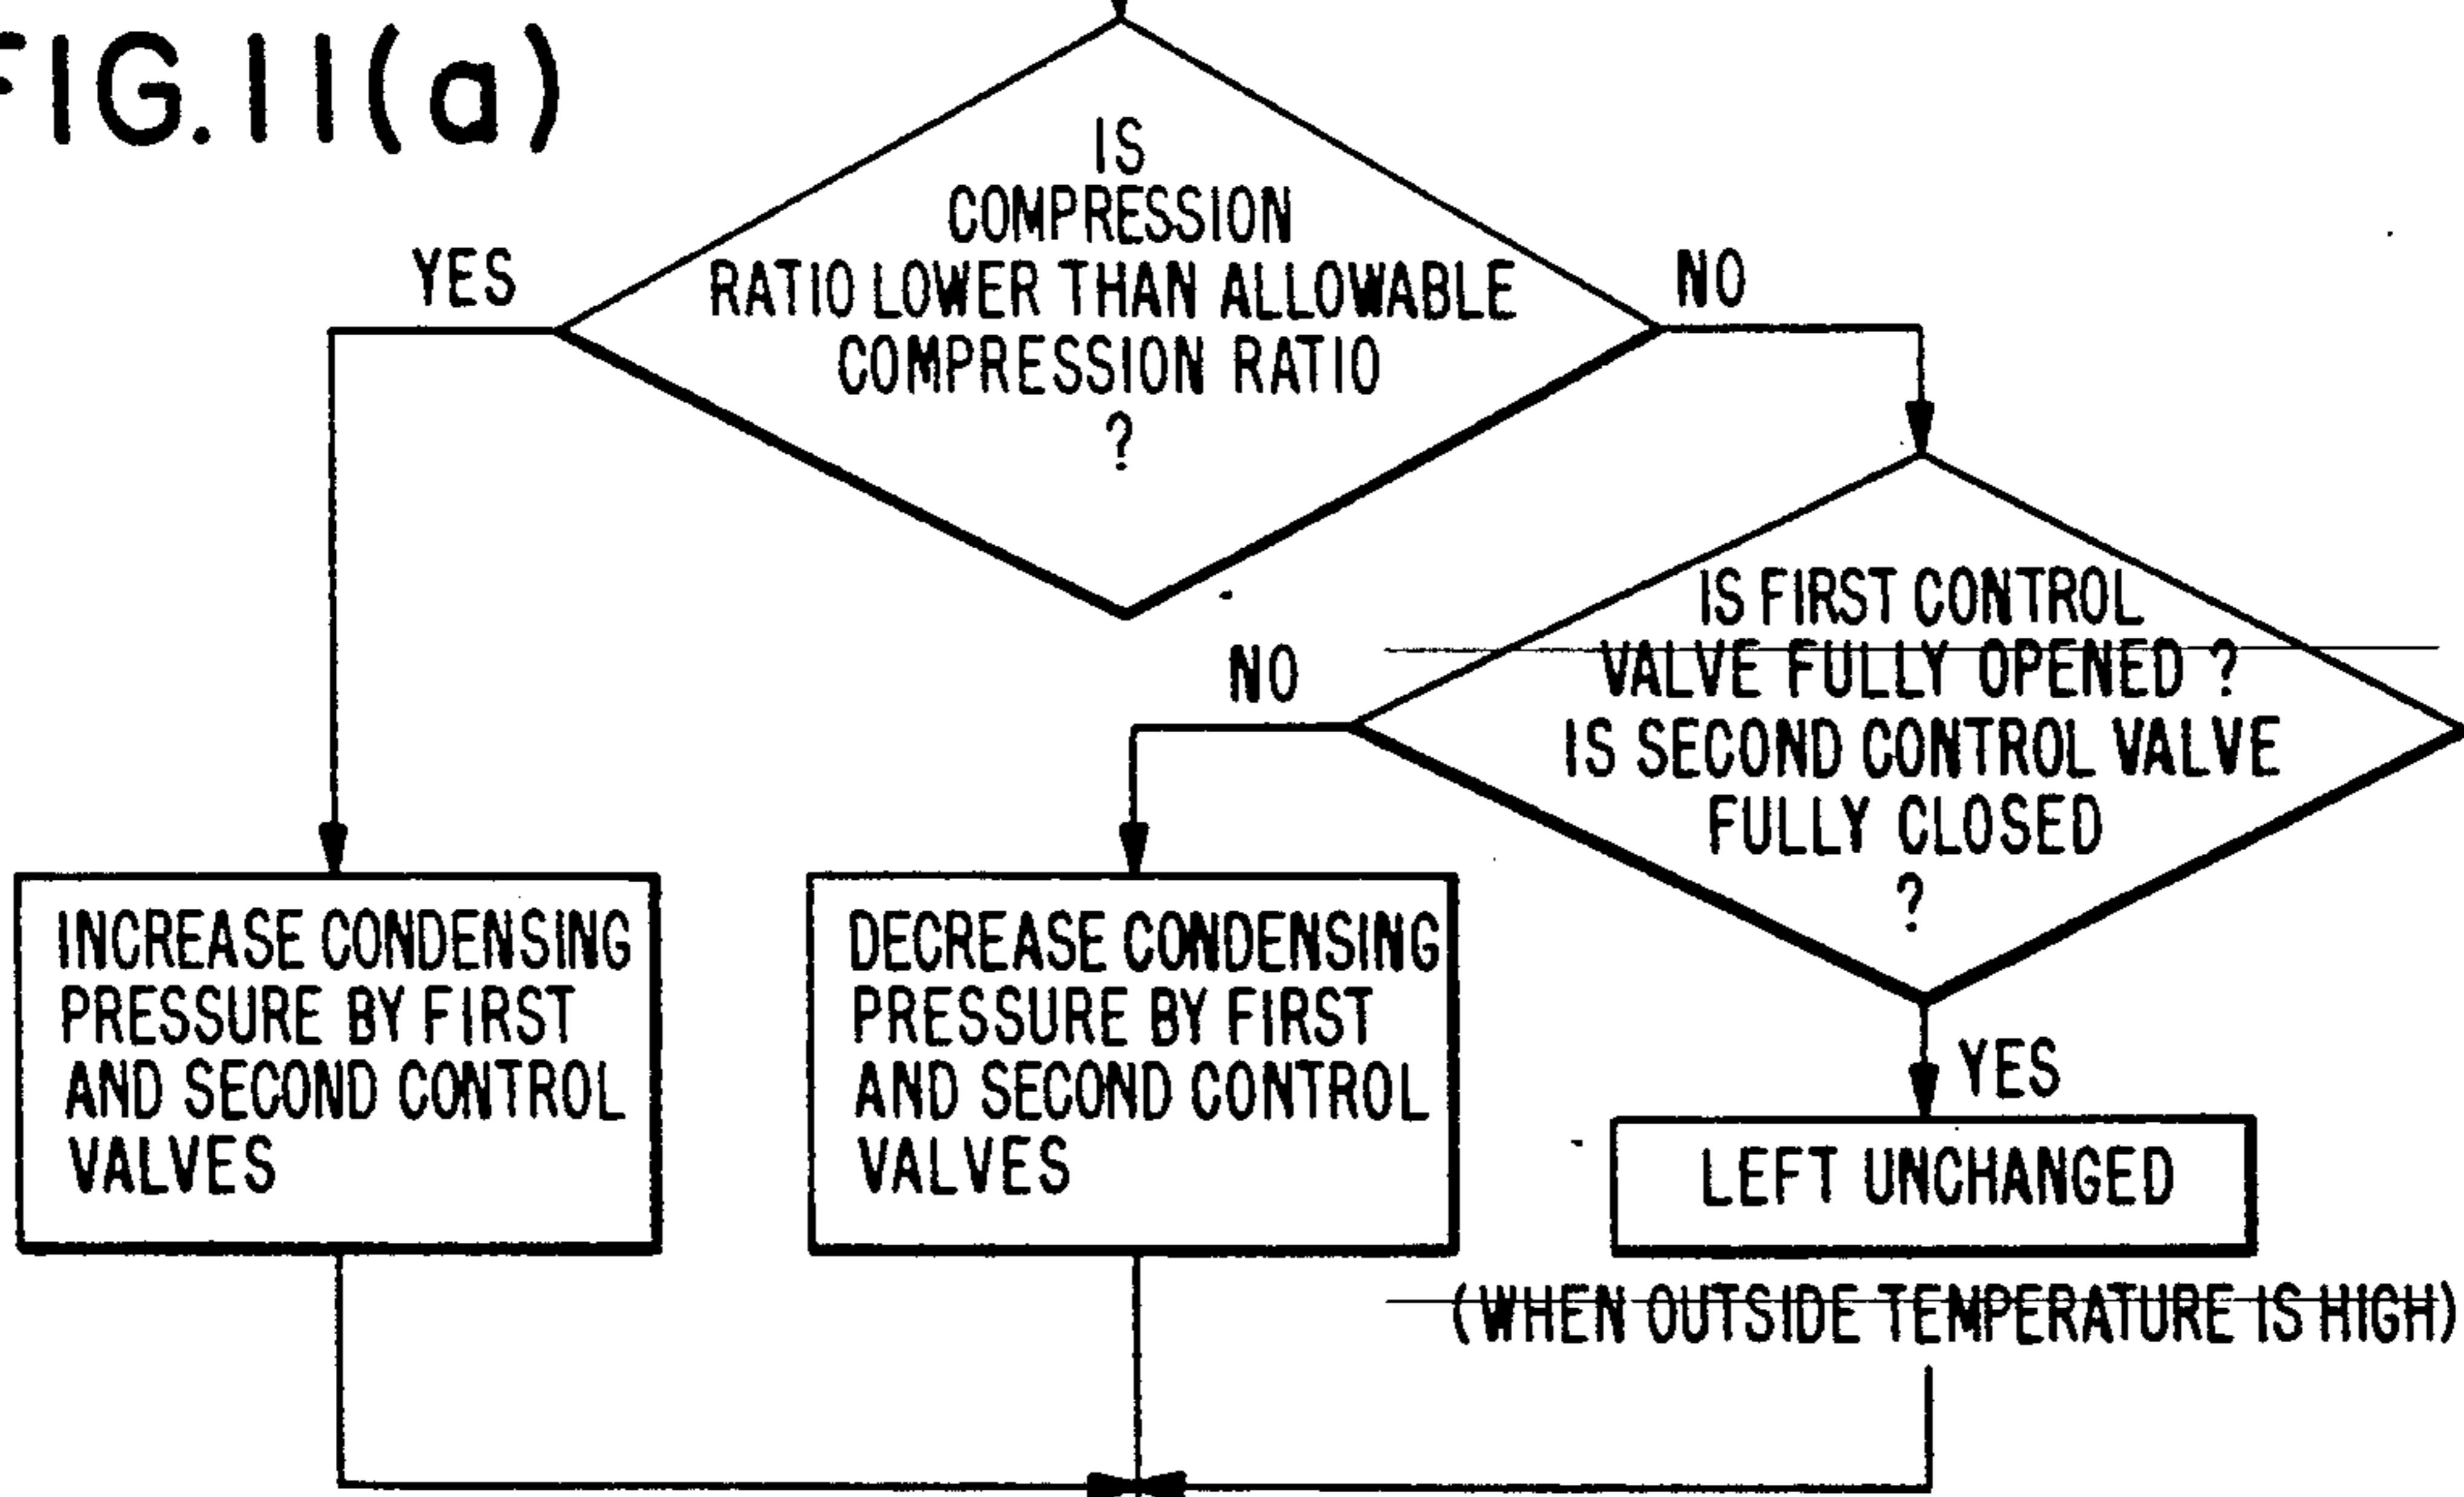 FIG.11(a)
IS
COMPRESSION
RATIO LOWER THAN ALLOWABLE
COMPRESSION RATIO
?
YES
NO
IS FIRST CONTROL
VALVE FULLY OPENED ?
IS SECOND CONTROL VALVE
FULLY CLOSED
?
NO
YES
INCREASE CONDENSING
PRESSURE BY FIRST
AND SECOND CONTROL
VALVES
DECREASE CONDENSING
PRESSURE BY FIRST
AND SECOND CONTROL
VALVES
LEFT UNCHANGED
(WHEN OUTSIDE TEMPERATURE IS HIGH)